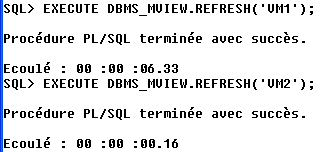 SQL> EXECUTE DBMS_MVIEW.REFRESH('VM1');
Procédure PL/SQL terminée avec succès.
Ecoulé : 00 :00 :06.33
SQL> EXECUTE DBMS_MVIEW.REFRESH('VM2');
Procédure PL/SQL terminée avec succès.
Ecoulé : 00 :00 :00.16